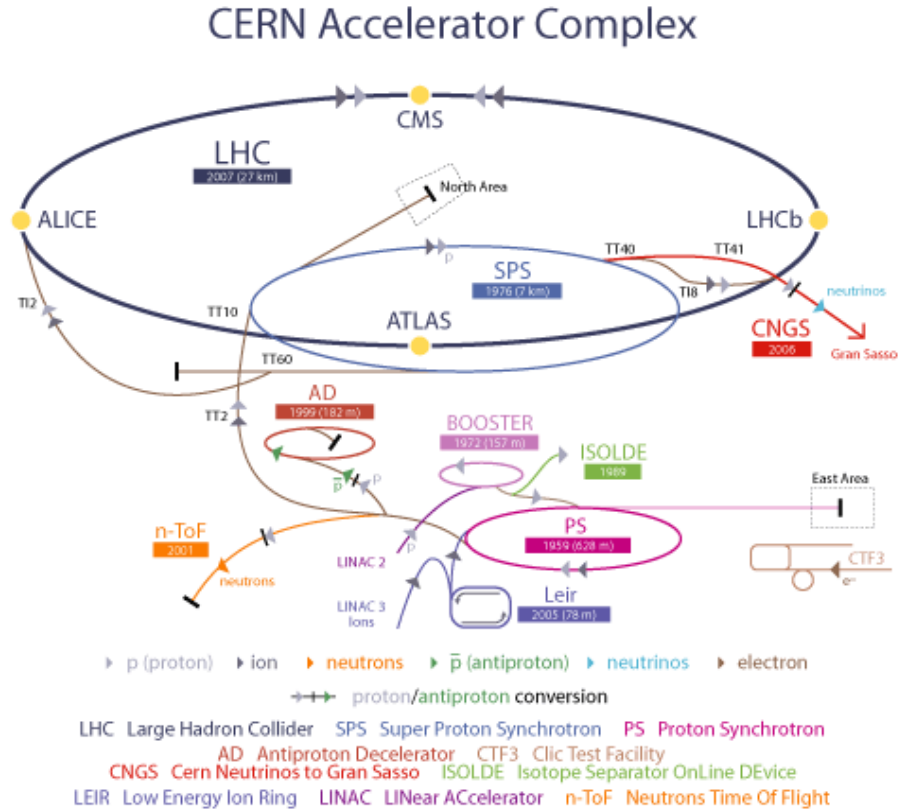 CERN Accelerator Complex
CMS
LHC
2007 (27 km)
North Area
ALICE
LHCb
TT40
TT41
p
SPS
1976 (7 km)
TI8
neutrinos
TI2
TT10
ATLAS
CNGS
2006
Gran Sasso
TT60
AD
1999 (182 m)
TT2
BOOSTER
1972 (157 m)
ISOLDE
1989
p
p̅
East Area
n-ToF
2001
p
PS
1959 (628 m)
LINAC 2
neutrons
CTF3
e-
LINAC 3
Ions
Leir
2005 (78 m)
p (proton) ion neutrons p̅ (antiproton) neutrinos electron
proton/antiproton conversion
LHC Large Hadron Collider SPS Super Proton Synchrotron PS Proton Synchrotron
AD Antiproton Decelerator CTF3 Clic Test Facility
CNGS Cern Neutrinos to Gran Sasso ISOLDE Isotope Separator OnLine DEvice
LEIR Low Energy Ion Ring LINAC LINear ACcelerator n-ToF Neutrons Time Of Flight